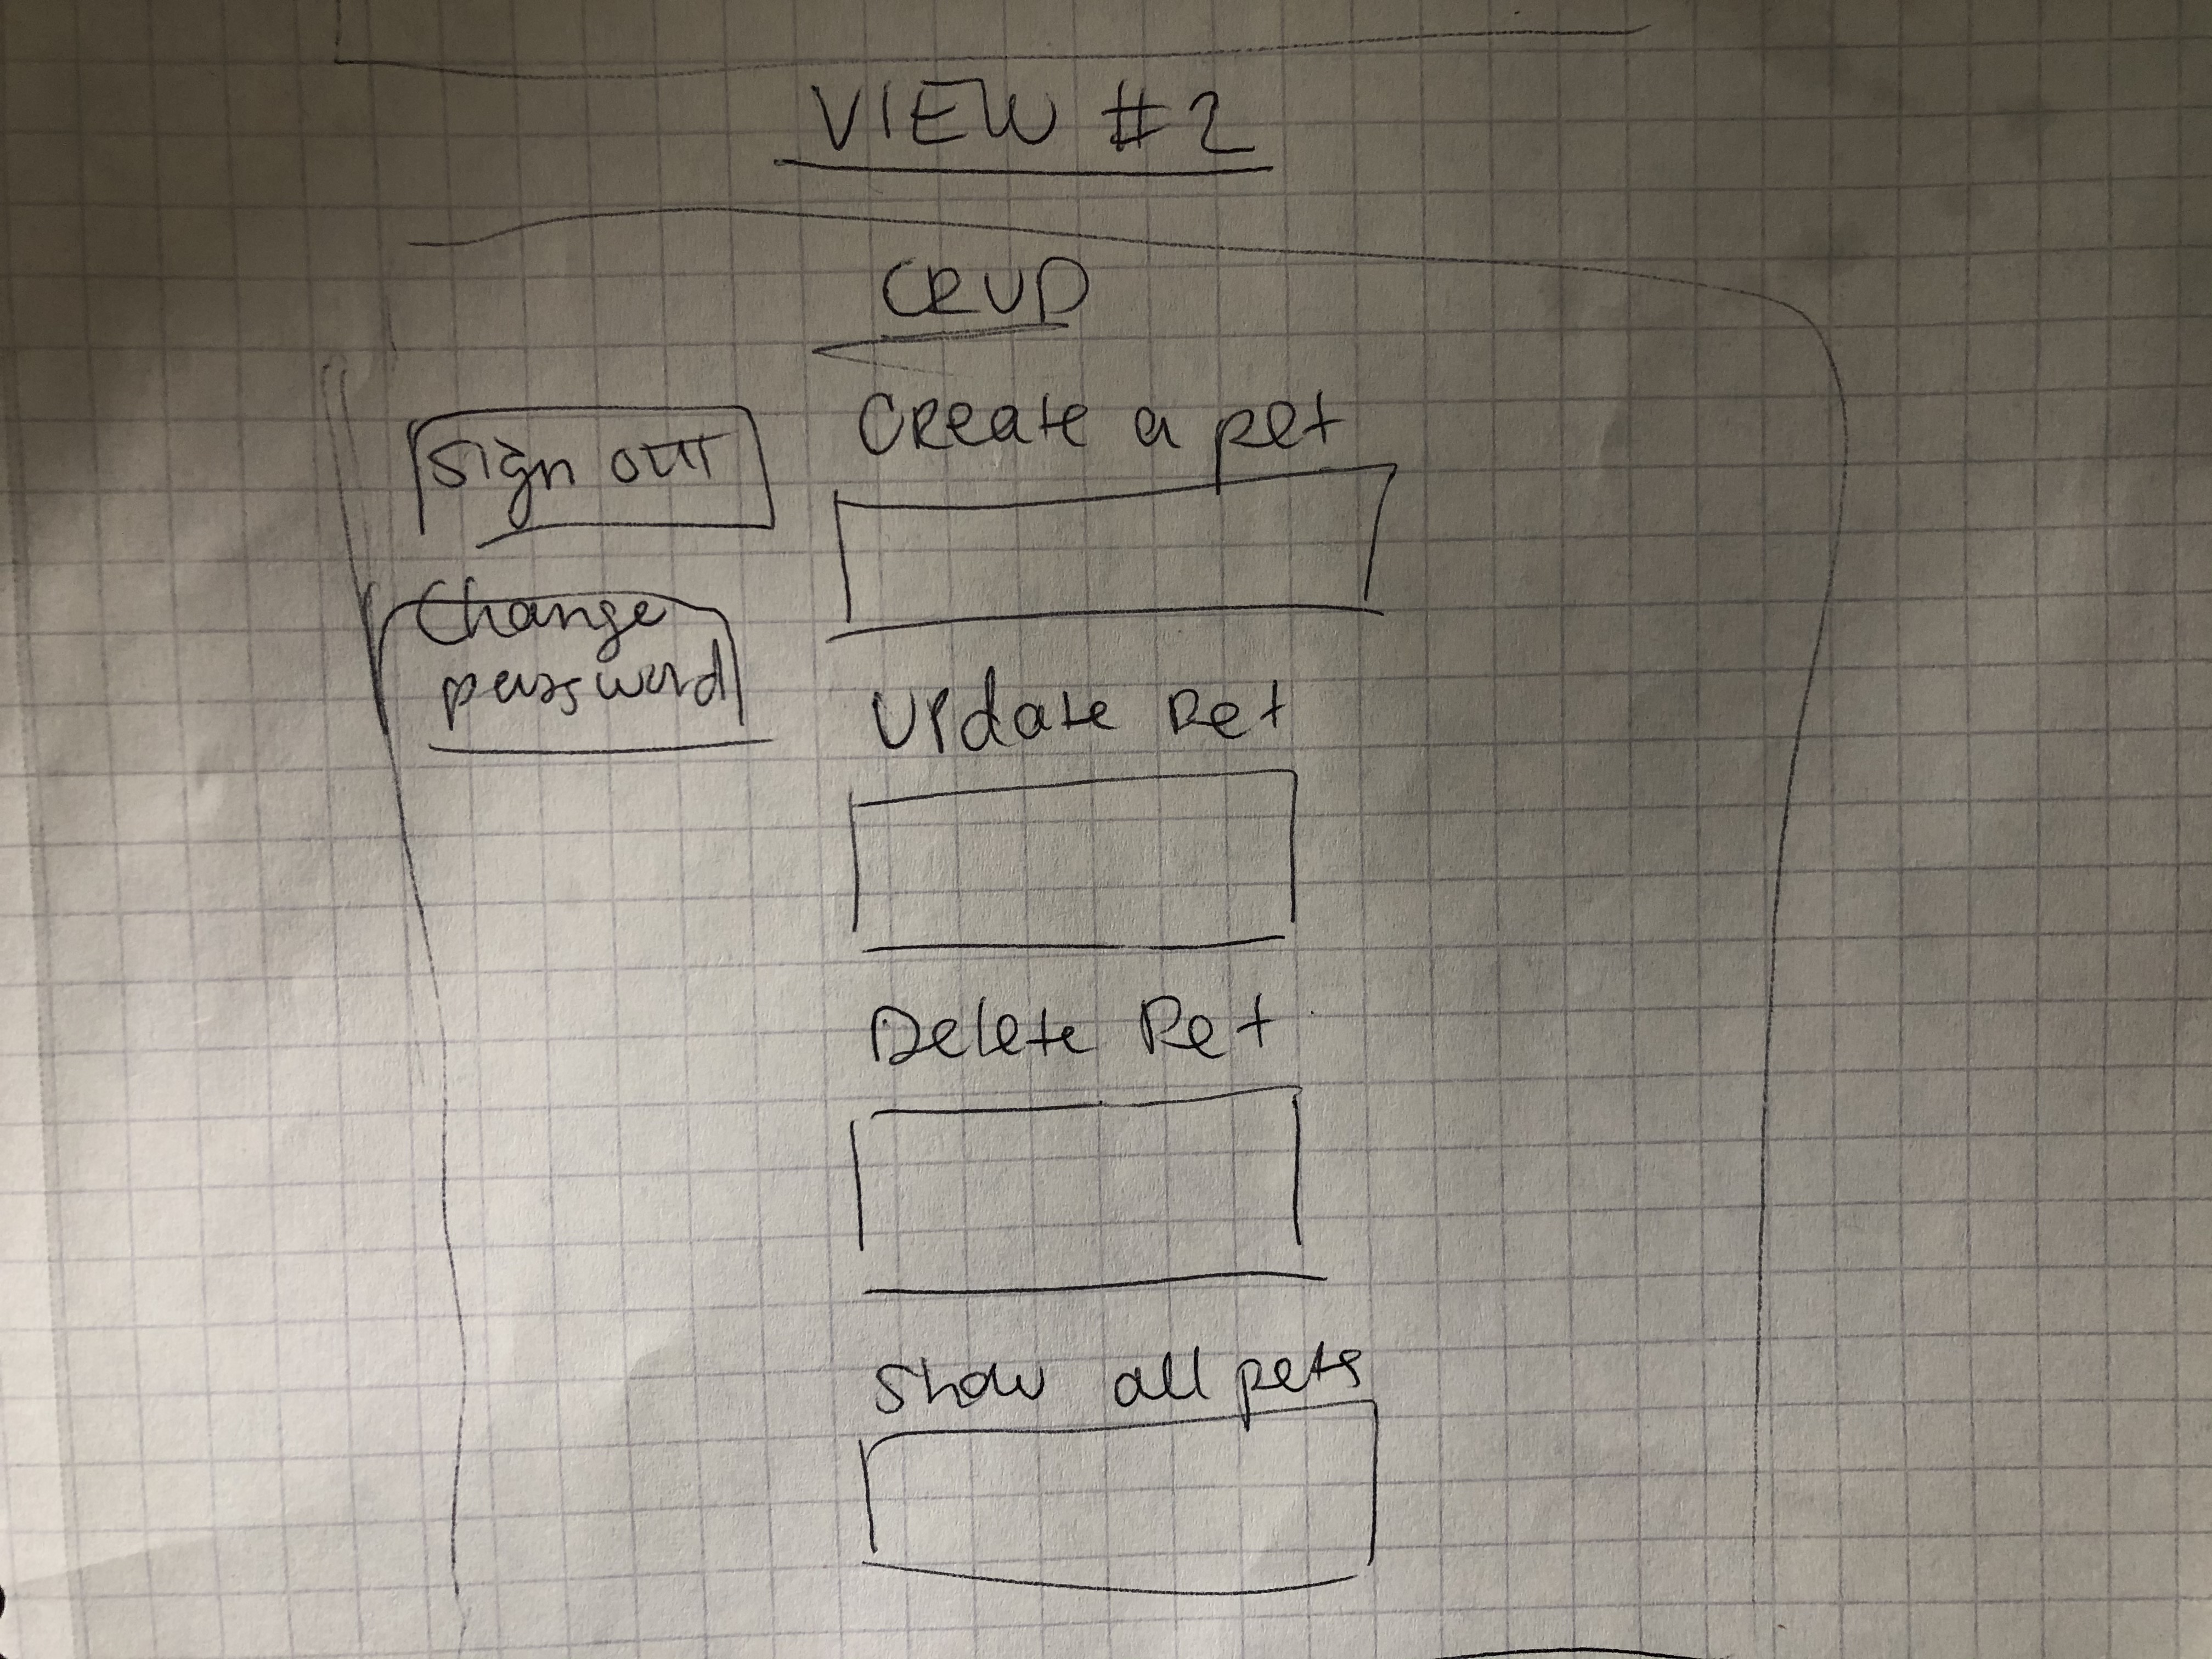 VIEW #2
CRUD
Sign out
Create a pet
Change
password
Update Pet
Delete Pet
Show all pets